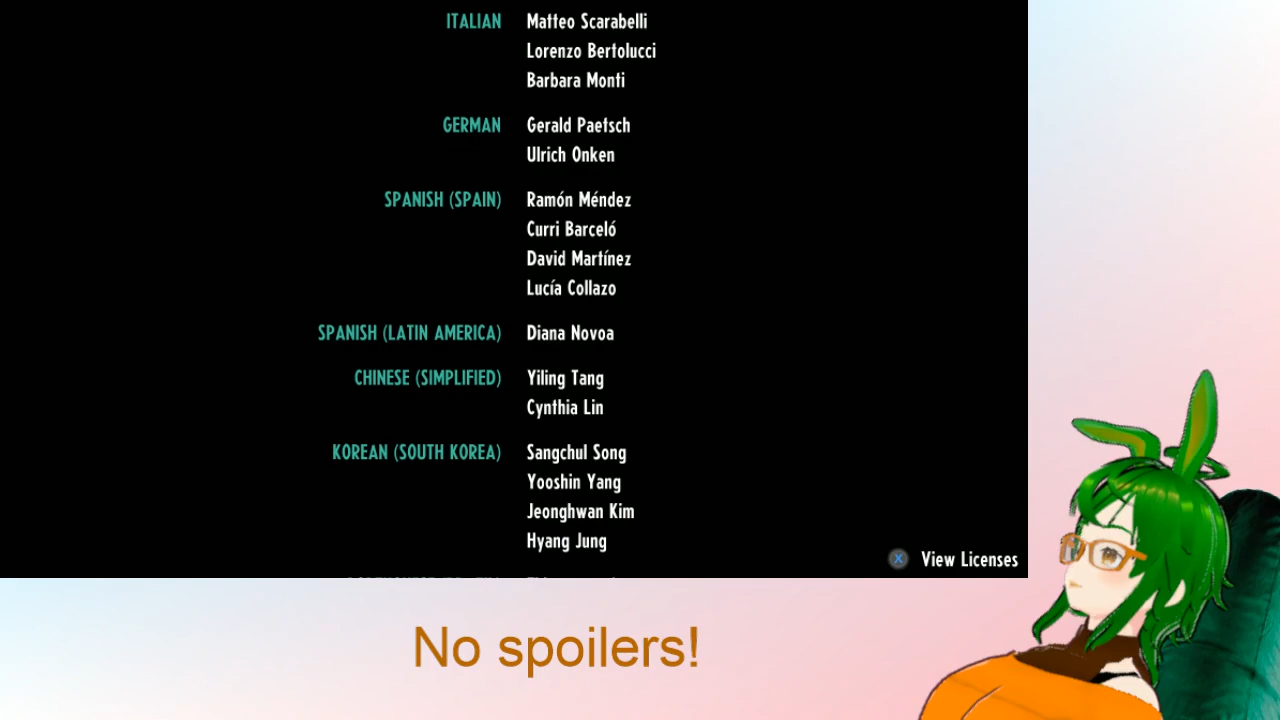 ITALIAN Matteo Scarabelli
Lorenzo Bertolucci
Barbara Monti
GERMAN Gerald Paetsch
Ulrich Onken
SPANISH (SPAIN) Ramón Méndez
Curri Barceló
David Martínez
Lucía Collazo
SPANISH (LATIN AMERICA) Diana Novoa
CHINESE (SIMPLIFIED) Yiling Tang
Cynthia Lin
KOREAN (SOUTH KOREA) Sangchul Song
Yooshin Yang
Jeonghwan Kim
Hyang Jung
X View Licenses
No spoilers!